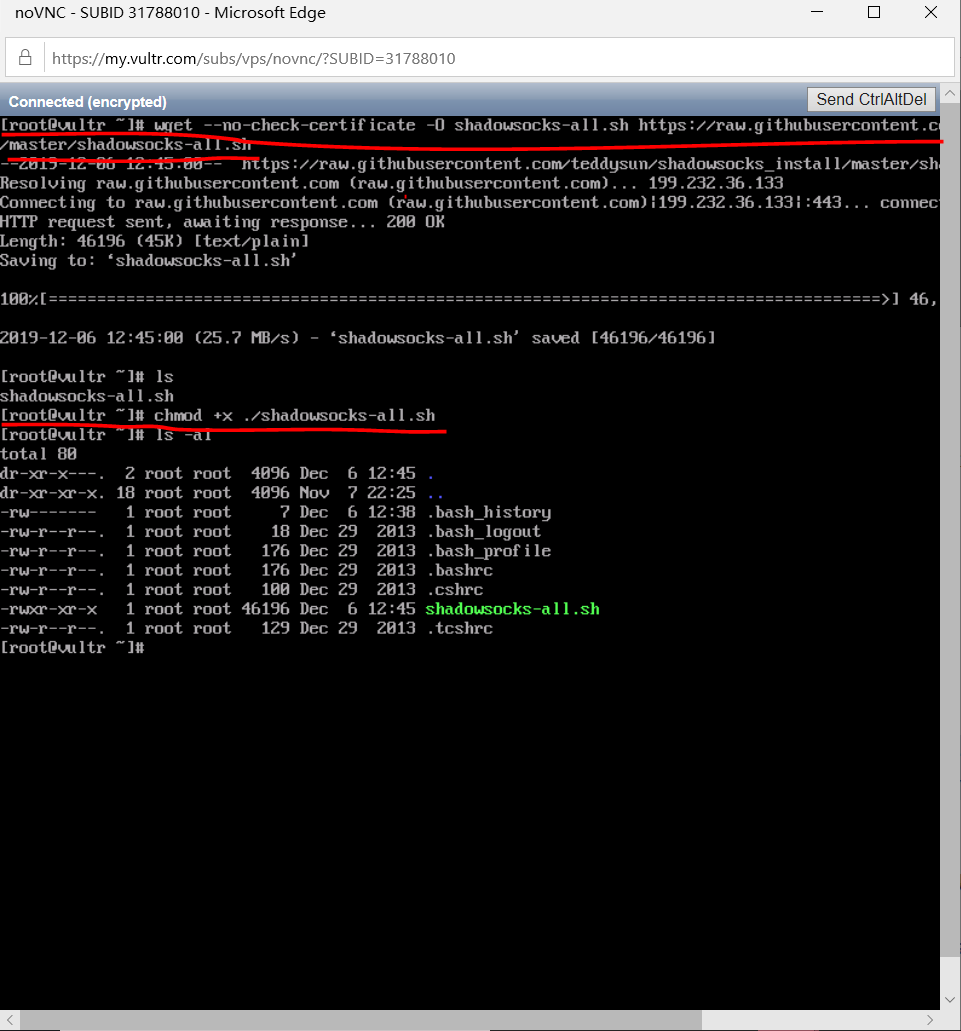 noVNC - SUBID 31788010 - Microsoft Edge
https://my.vultr.com/subs/vps/novnc/?SUBID=31788010
Connected (encrypted)
Send CtrlAltDel
[root@vultr ~]# wget --no-check-certificate -O shadowsocks-all.sh https://raw.githubusercontent.c
/master/shadowsocks-all.sh
--2019-12-06 12:45:00-- https://raw.githubusercontent.com/teddysun/shadowsocks_install/master/sh
Resolving raw.githubusercontent.com (raw.githubusercontent.com)... 199.232.36.133
Connecting to raw.githubusercontent.com (raw.githubusercontent.com)|199.232.36.133|:443... connec
HTTP request sent, awaiting response... 200 OK
Length: 46196 (45K) [text/plain]
Saving to: ‘shadowsocks-all.sh’
100%[======================================================================================>] 46,
2019-12-06 12:45:00 (25.7 MB/s) - ‘shadowsocks-all.sh’ saved [46196/46196]
[root@vultr ~]# ls
shadowsocks-all.sh
[root@vultr ~]# chmod +x ./shadowsocks-all.sh
[root@vultr ~]# ls -al
total 80
dr-xr-x---. 2 root root 4096 Dec 6 12:45 .
dr-xr-xr-x. 18 root root 4096 Nov 7 22:25 ..
-rw------- 1 root root 7 Dec 6 12:38 .bash_history
-rw-r--r--. 1 root root 18 Dec 29 2013 .bash_logout
-rw-r--r--. 1 root root 176 Dec 29 2013 .bash_profile
-rw-r--r--. 1 root root 176 Dec 29 2013 .bashrc
-rw-r--r--. 1 root root 100 Dec 29 2013 .cshrc
-rwxr-xr-x 1 root root 46196 Dec 6 12:45 shadowsocks-all.sh
-rw-r--r--. 1 root root 129 Dec 29 2013 .tcshrc
[root@vultr ~]#